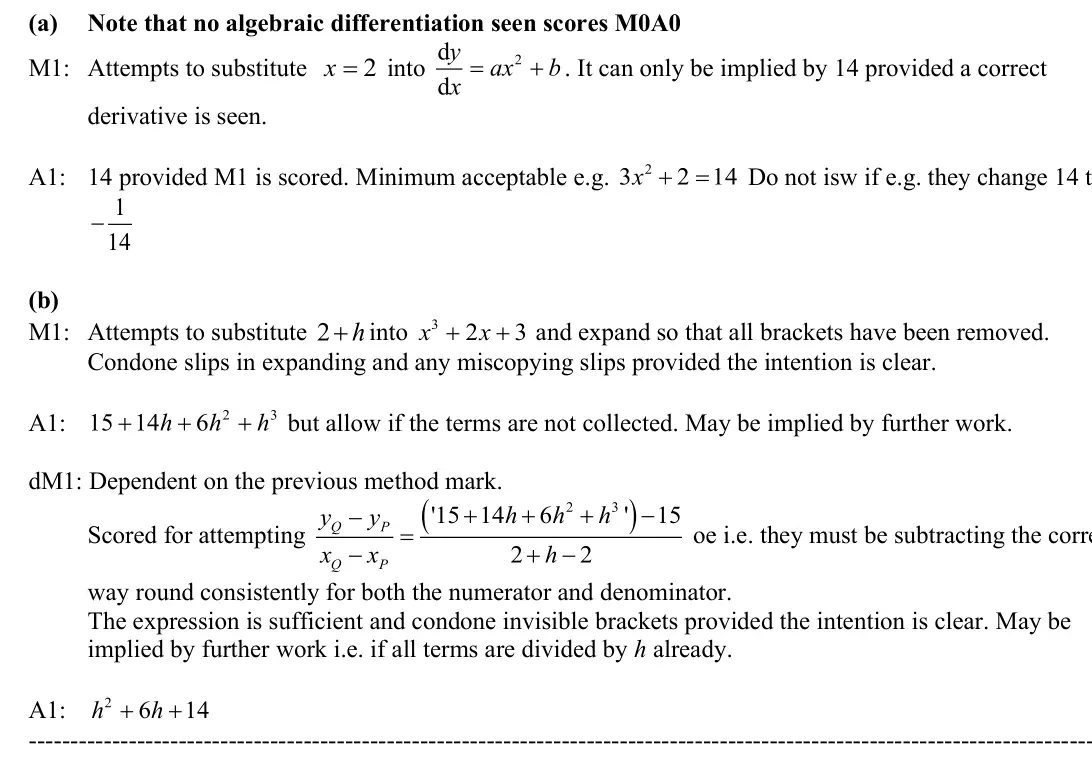 (a) Note that no algebraic differentiation seen scores M0A0
M1: Attempts to substitute x = 2 into dy/dx = ax² + b. It can only be implied by 14 provided a correct
derivative is seen.
A1: 14 provided M1 is scored. Minimum acceptable e.g. 3x² + 2 = 14 Do not isw if e.g. they change 14 t
−1/14
(b)
M1: Attempts to substitute 2 + h into x³ + 2x + 3 and expand so that all brackets have been removed.
Condone slips in expanding and any miscopying slips provided the intention is clear.
A1: 15 + 14h + 6h² + h³ but allow if the terms are not collected. May be implied by further work.
dM1: Dependent on the previous method mark.
Scored for attempting (y_Q − y_P)/(x_Q − x_P) = (('15 + 14h + 6h² + h³') − 15)/(2 + h − 2) oe i.e. they must be subtracting the corre
way round consistently for both the numerator and denominator.
The expression is sufficient and condone invisible brackets provided the intention is clear. May be
implied by further work i.e. if all terms are divided by h already.
A1: h² + 6h + 14